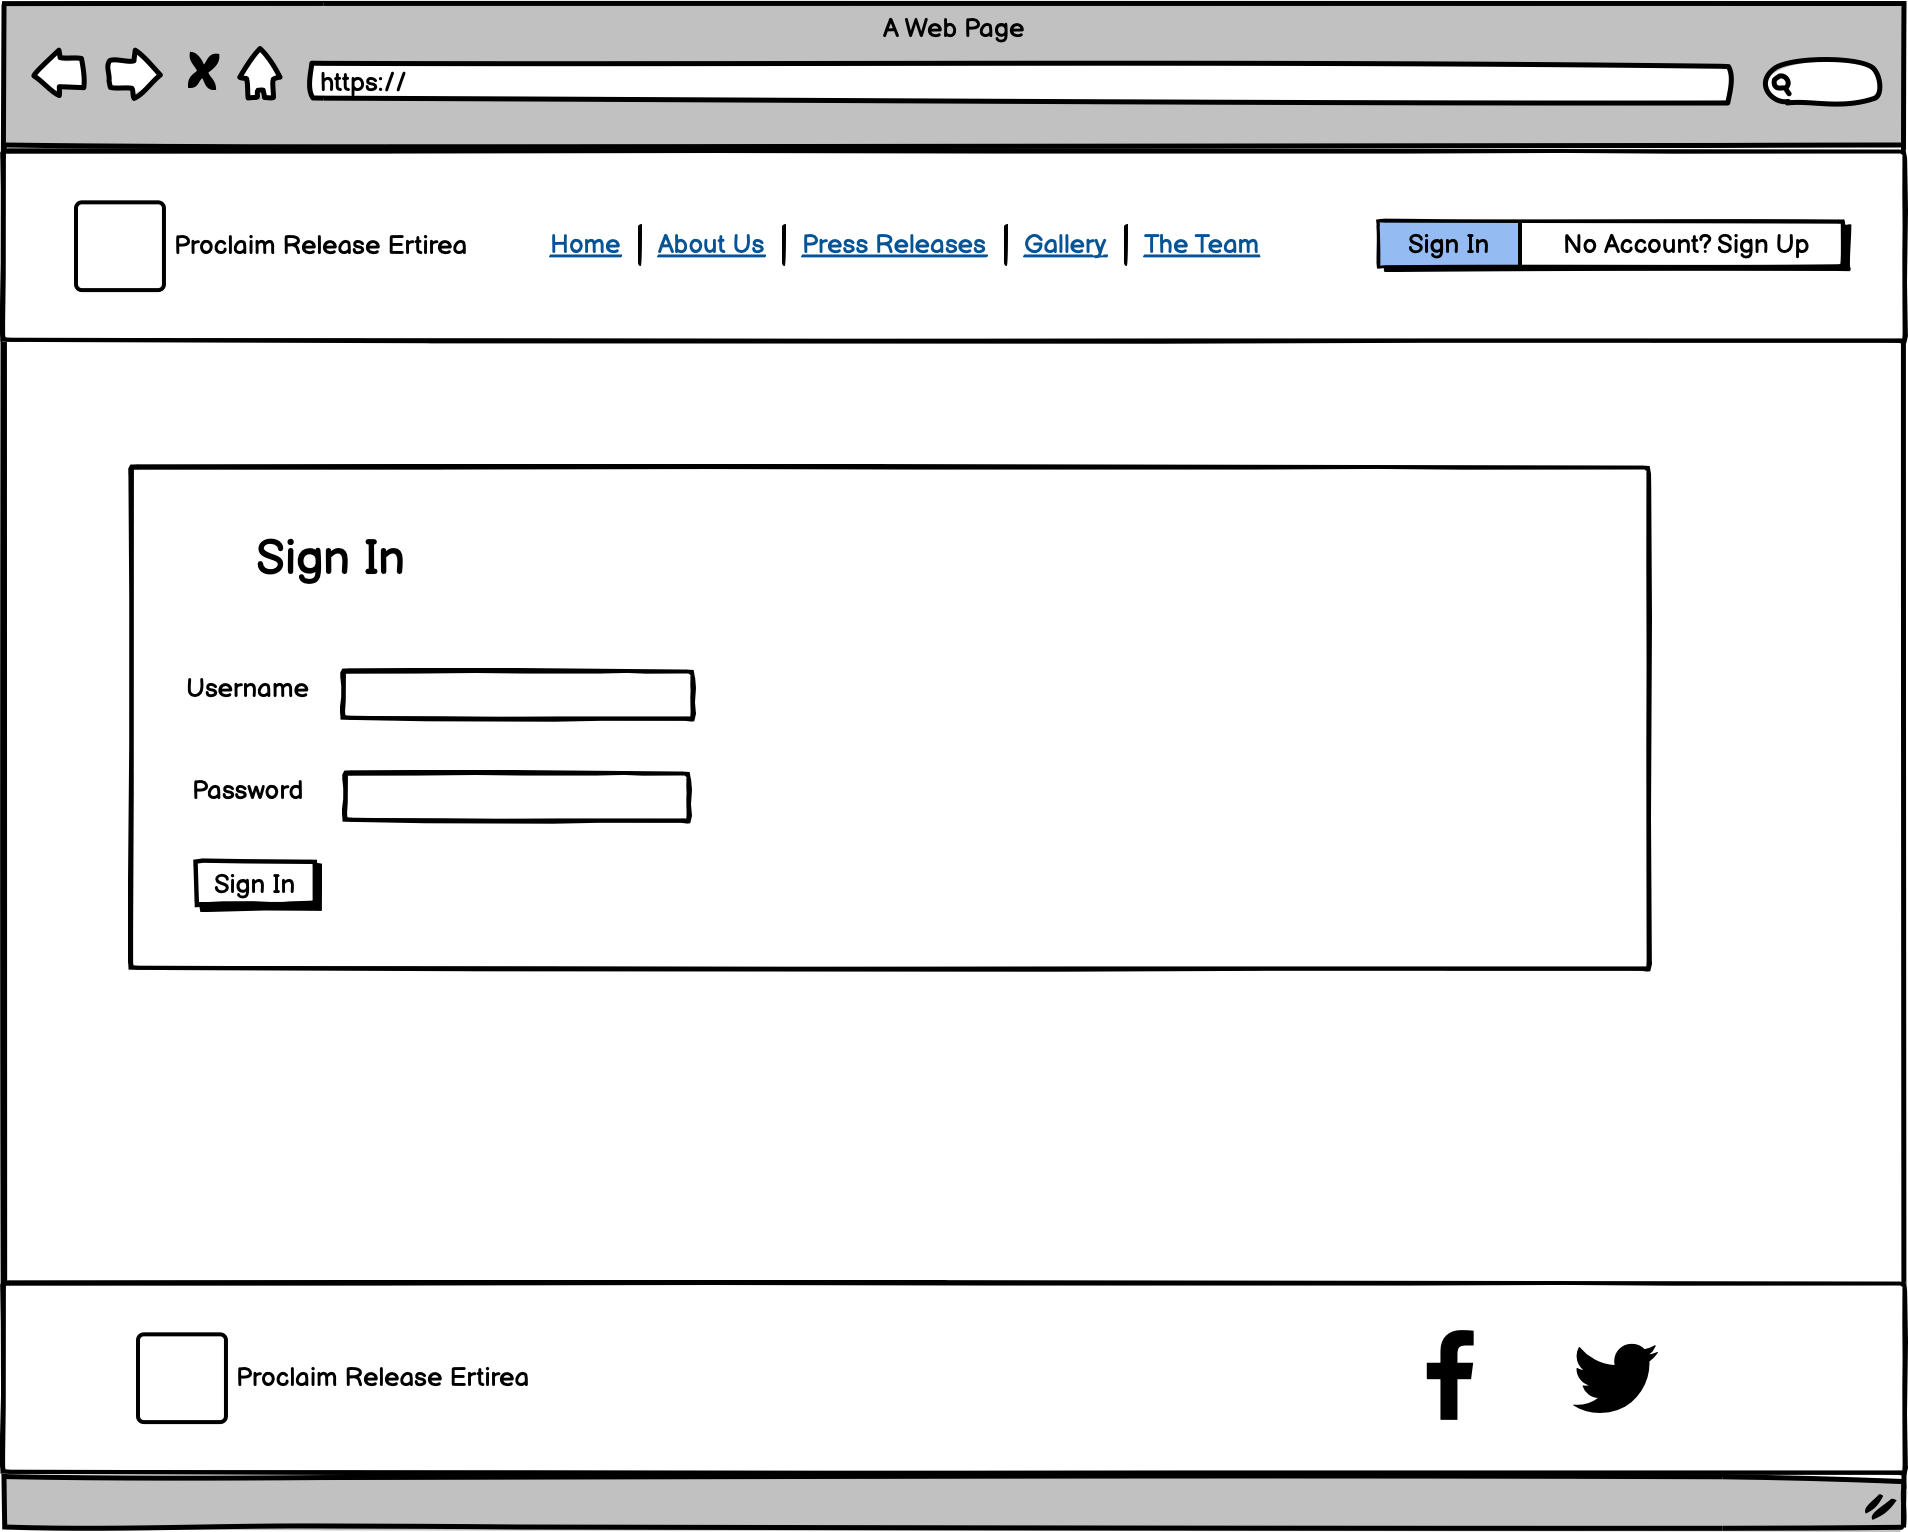 A Web Page
https://
Proclaim Release Ertirea
Home
About Us
Press Releases
Gallery
The Team
Sign In
No Account? Sign Up
Sign In
Username
Password
Sign In
Proclaim Release Ertirea